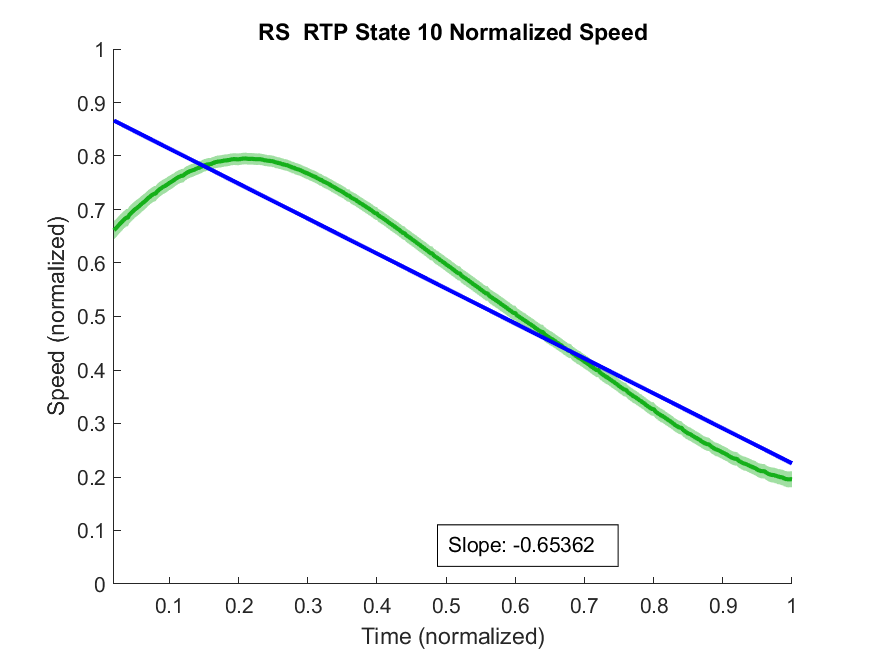 RS  RTP State 10 Normalized Speed
1
0.9
0.8
0.7
0.6
0.5
0.4
0.3
0.2
0.1
0
Speed (normalized)
Slope: -0.65362
0.1 0.2 0.3 0.4 0.5 0.6 0.7 0.8 0.9 1
Time (normalized)